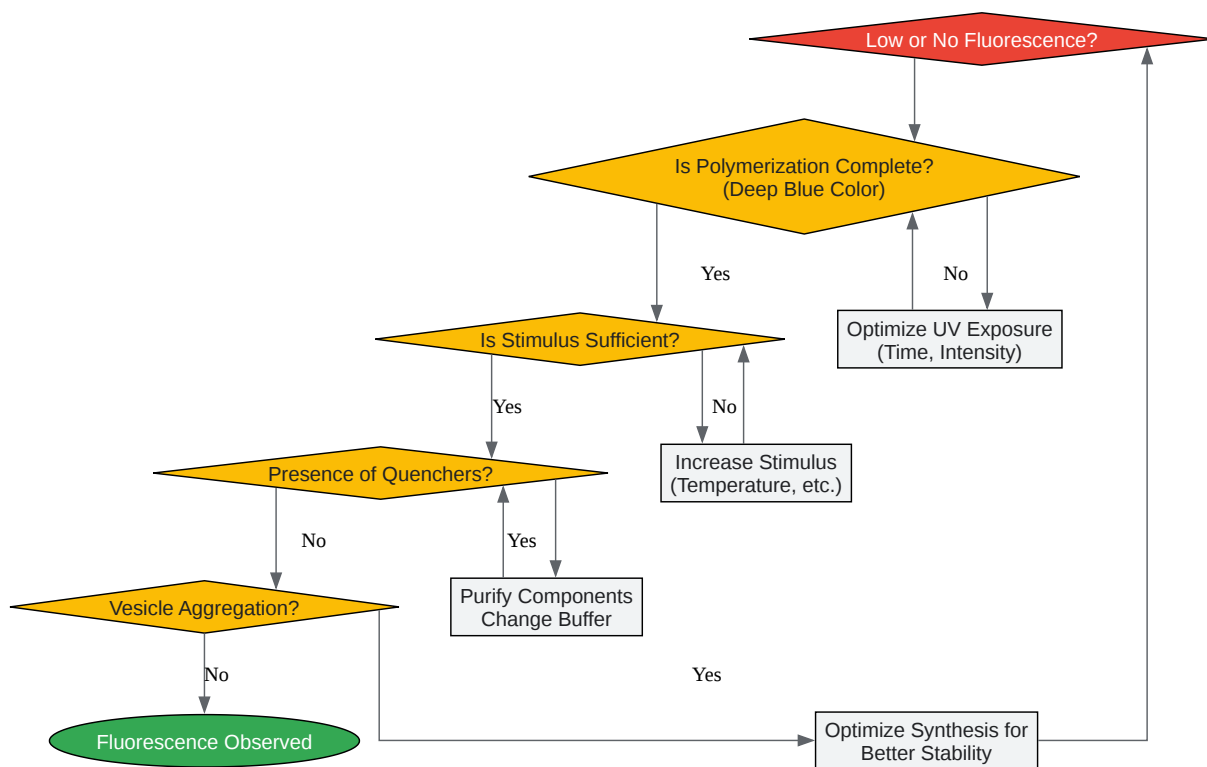 Low or No Fluorescence?
Is Polymerization Complete?
(Deep Blue Color)
Yes
No
Optimize UV Exposure
(Time, Intensity)
Is Stimulus Sufficient?
Yes
No
Increase Stimulus
(Temperature, etc.)
Presence of Quenchers?
No
Yes
Purify Components
Change Buffer
Vesicle Aggregation?
No
Yes
Fluorescence Observed
Optimize Synthesis for
Better Stability